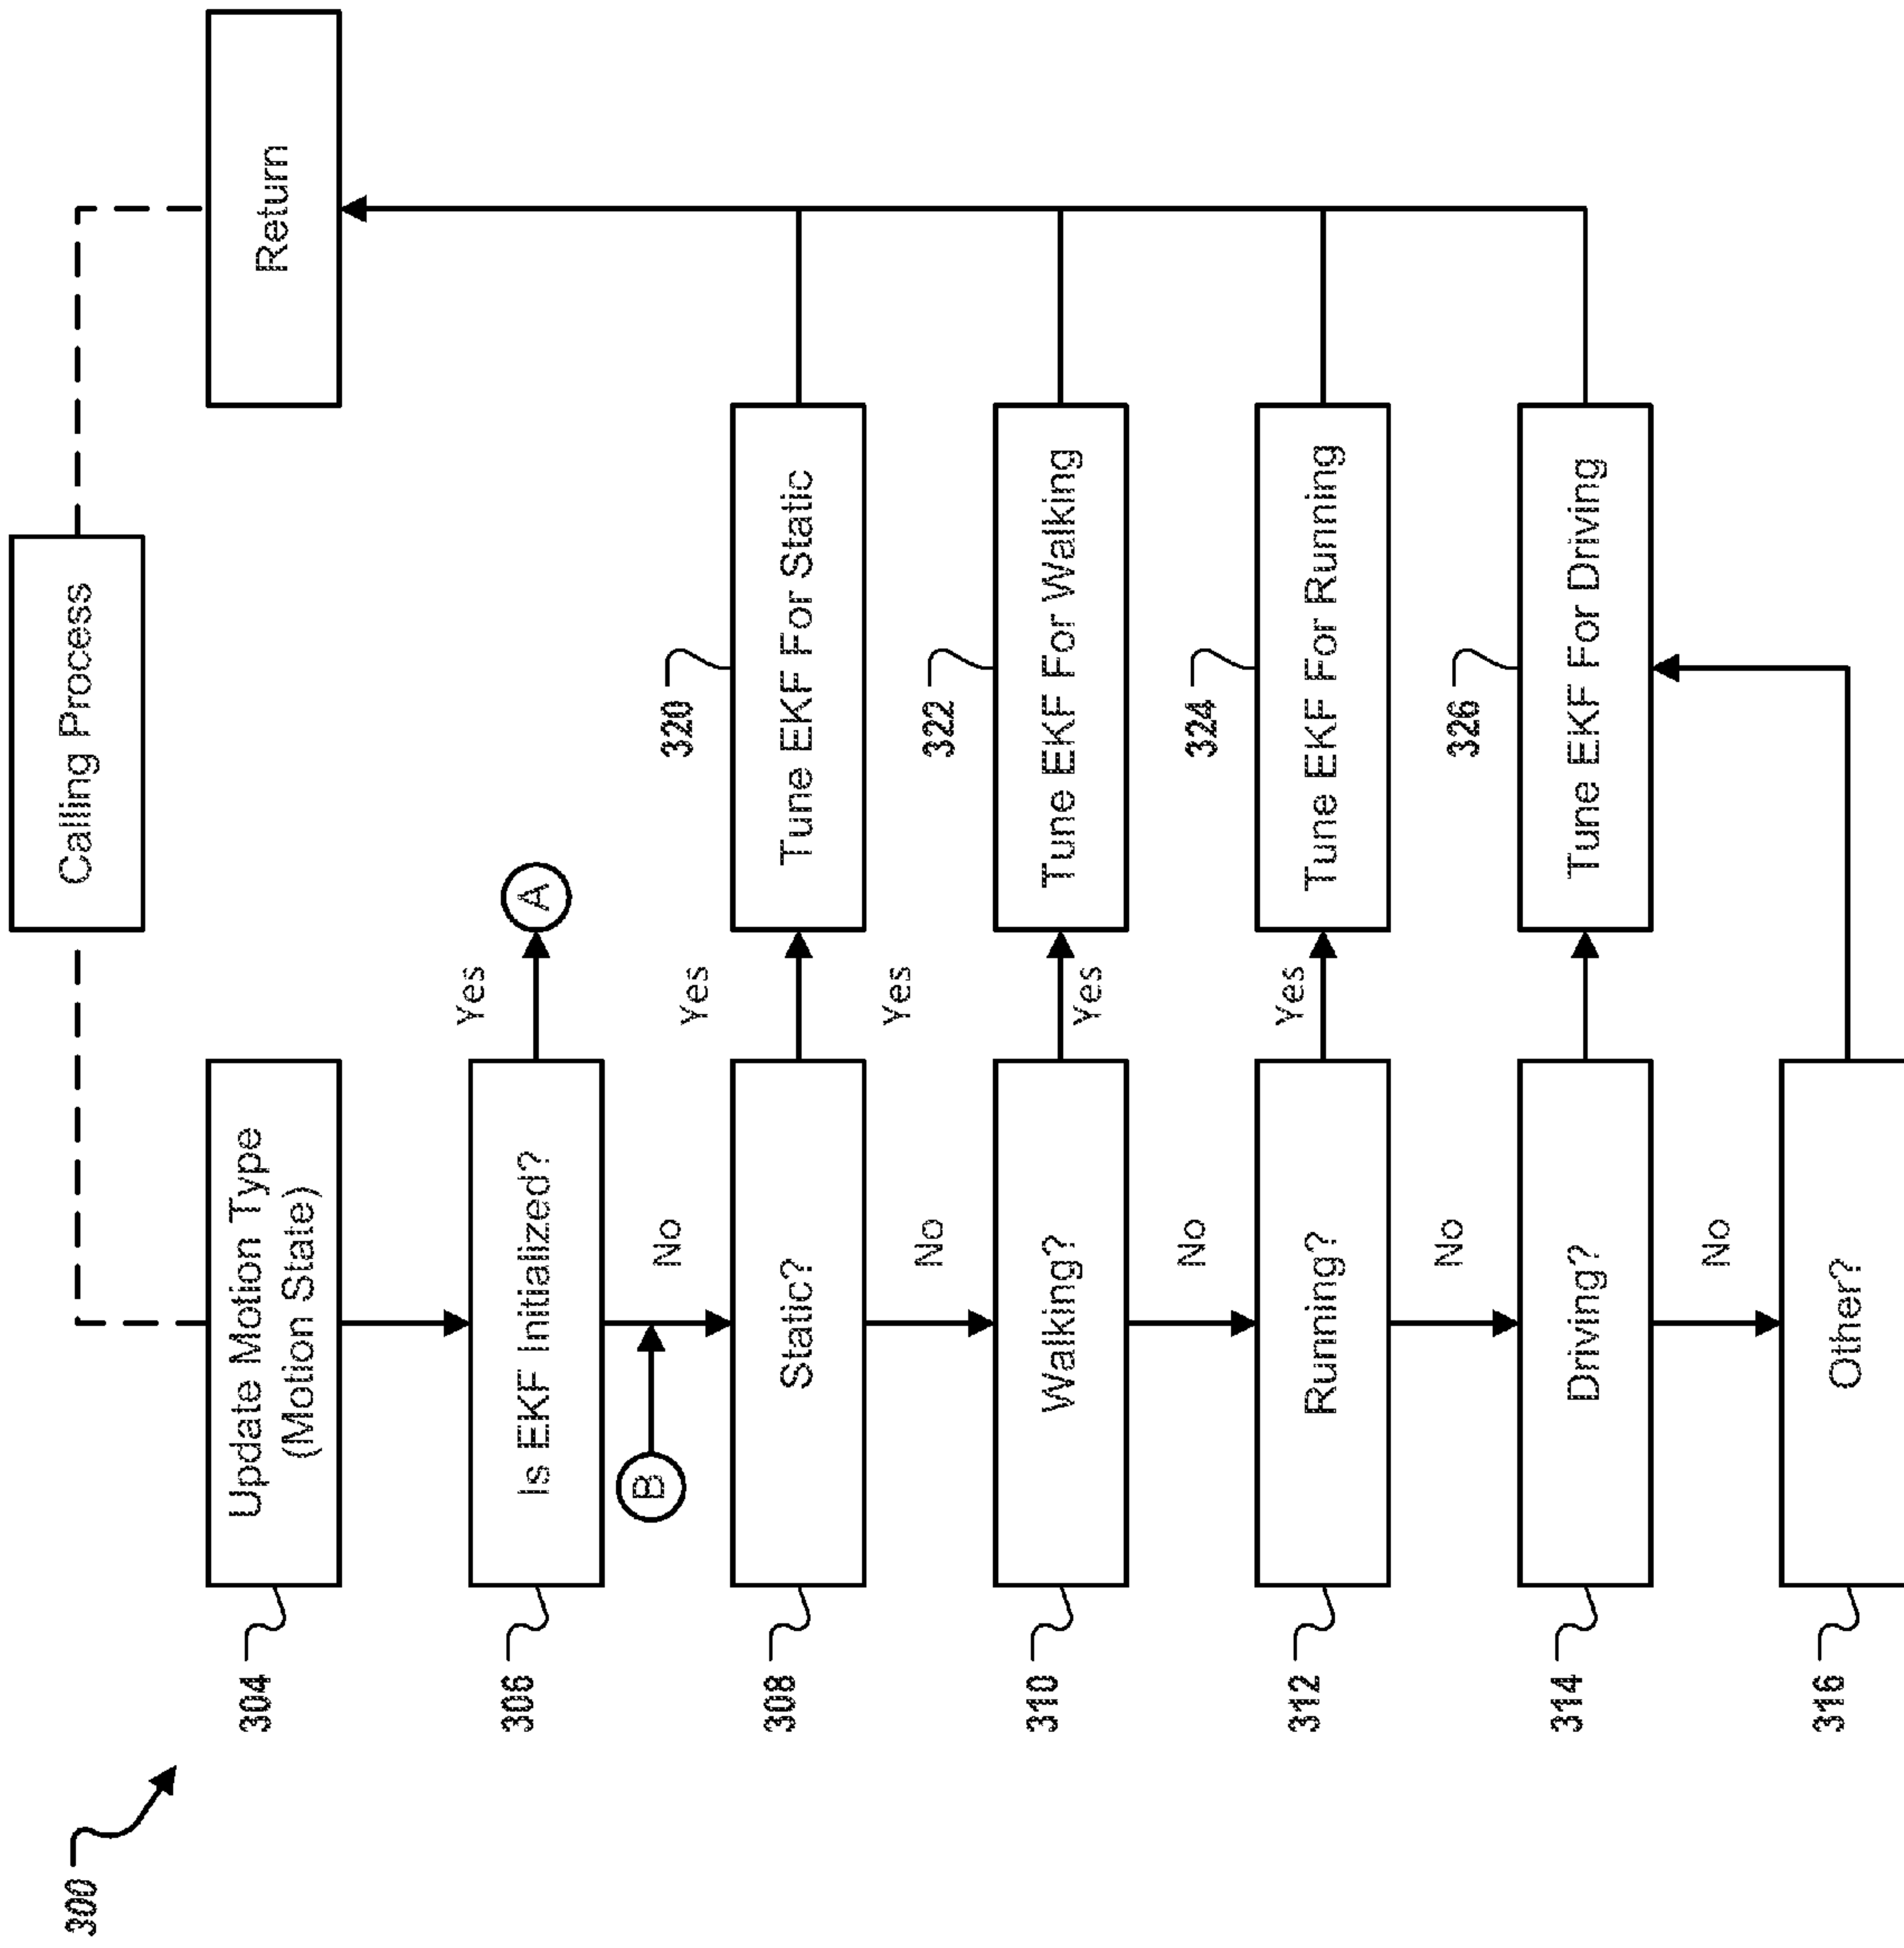 300
Calling Process
304
Update Motion Type
(Motion State)
Return
306
Is EKF Initialized?
Yes
A
B
No
308
Static?
Yes
320
Tune EKF For Static
No
Yes
310
Walking?
Yes
322
Tune EKF For Walking
No
312
Running?
Yes
324
Tune EKF For Running
No
314
Driving?
326
Tune EKF For Driving
No
316
Other?